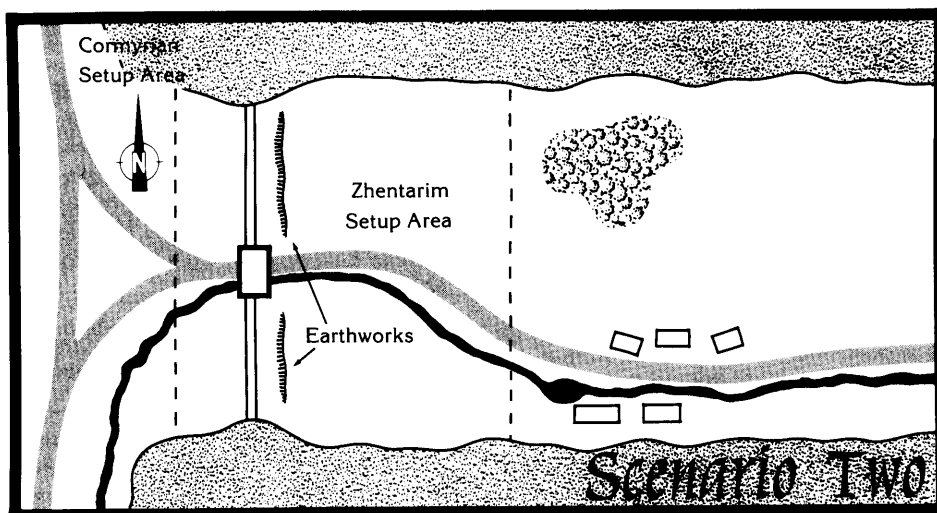 Cormyrian
Setup Area
N
Zhentarim
Setup Area
Earthworks
Scenario Two